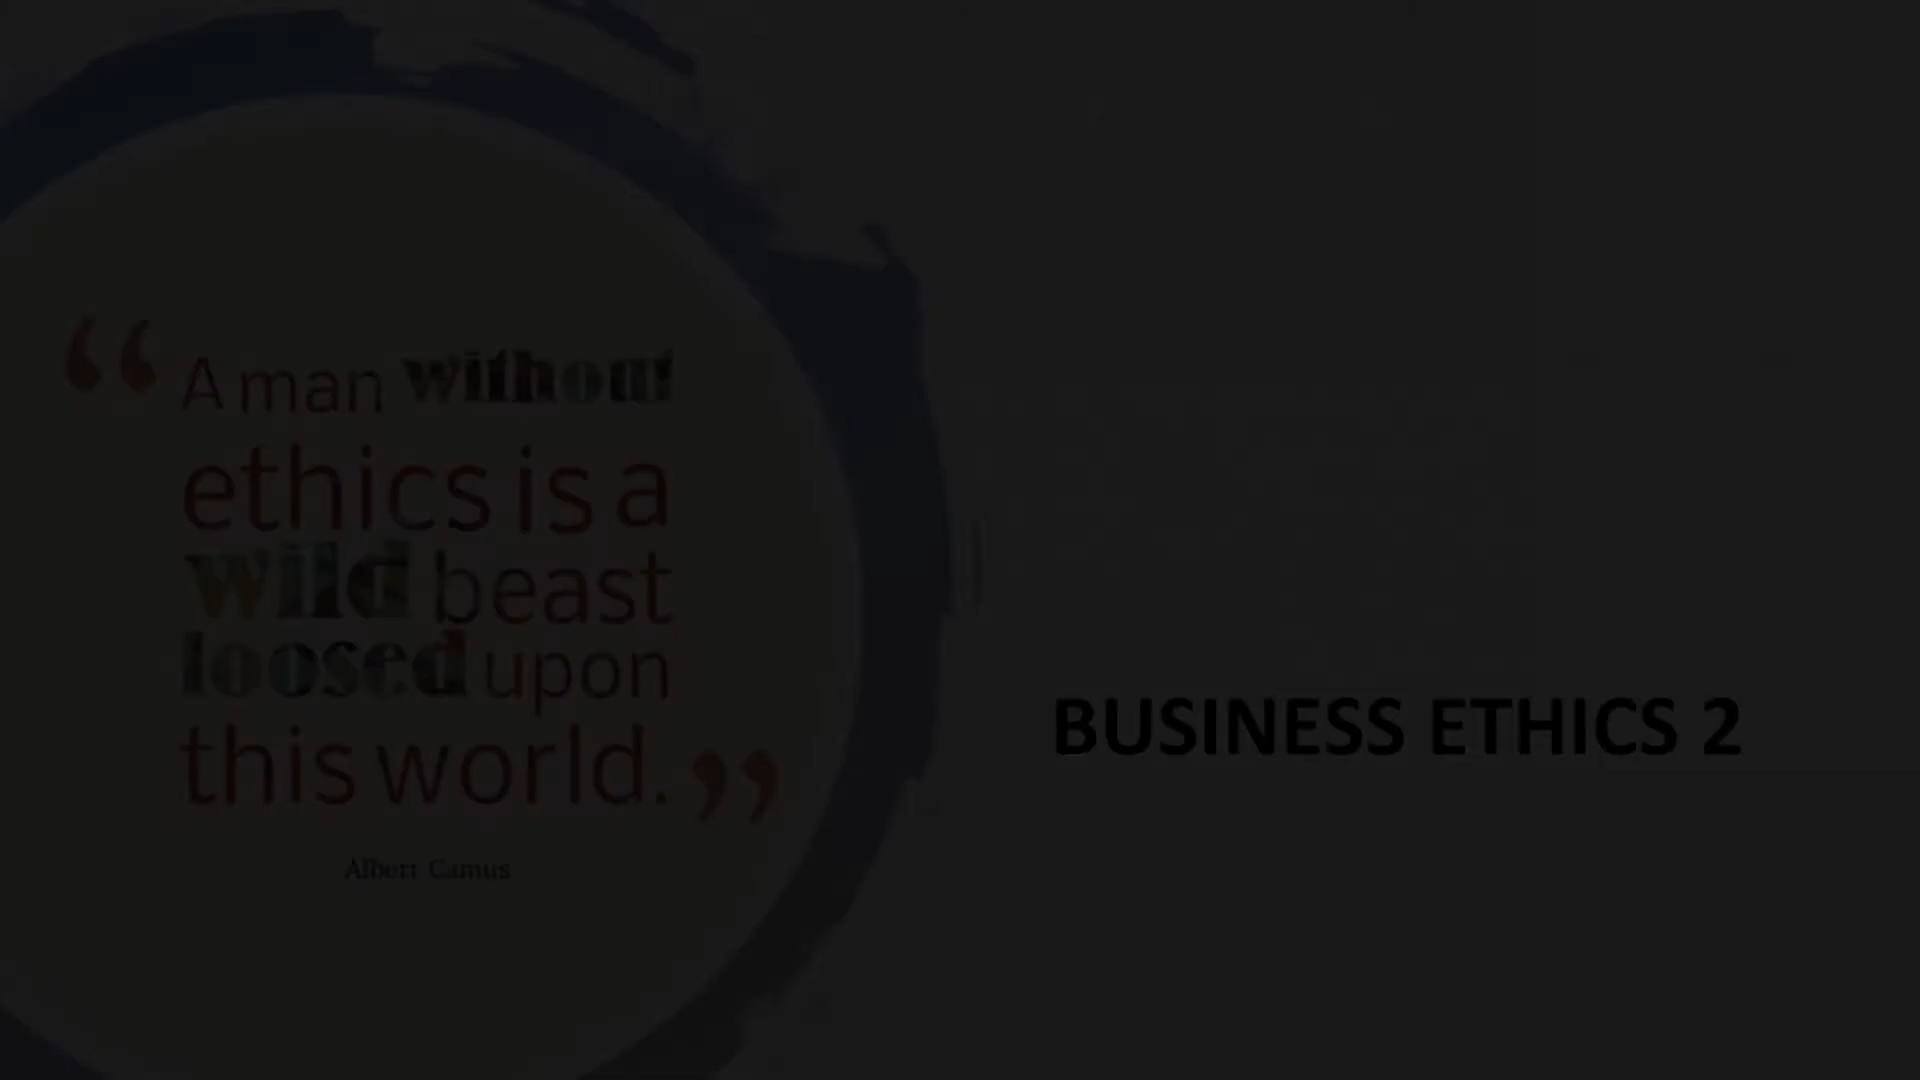 “ A man without
ethics is a
wild beast
loosed upon
this world. ”
Albert Camus
BUSINESS ETHICS 2